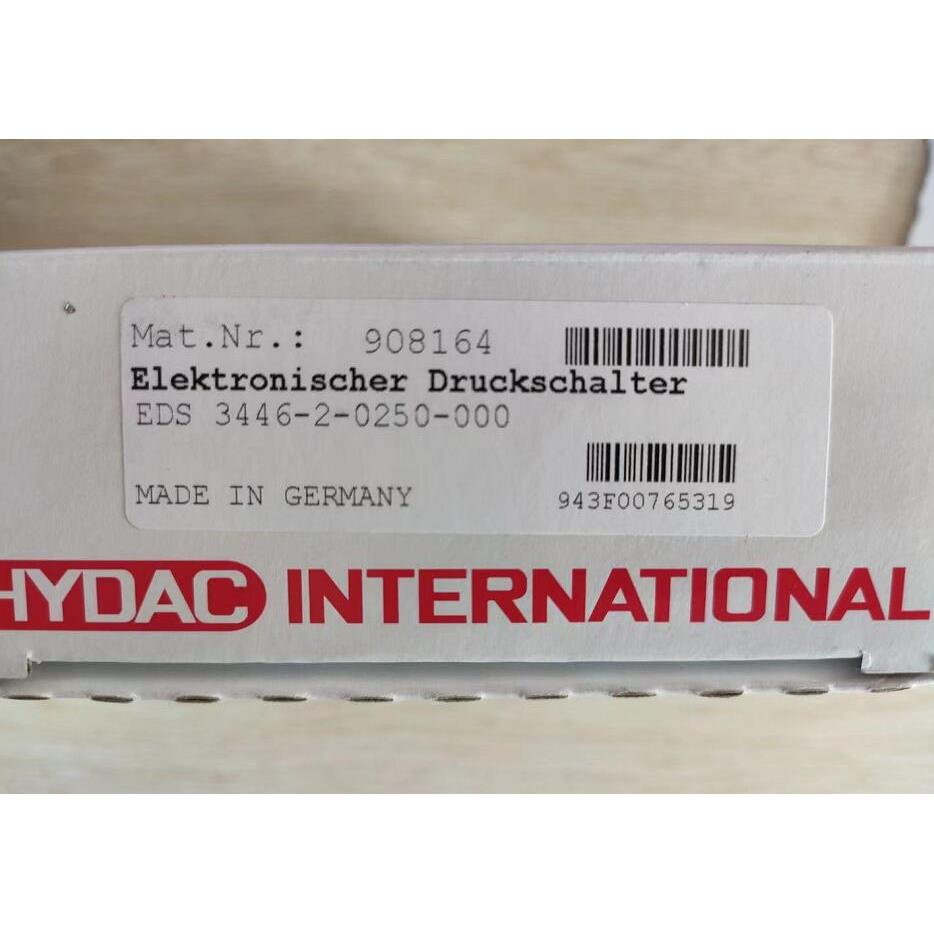 Mat.Nr.: 908164
Elektronischer Druckschalter
EDS 3446-2-0250-000
MADE IN GERMANY 943F00765319
HYDAC INTERNATIONAL